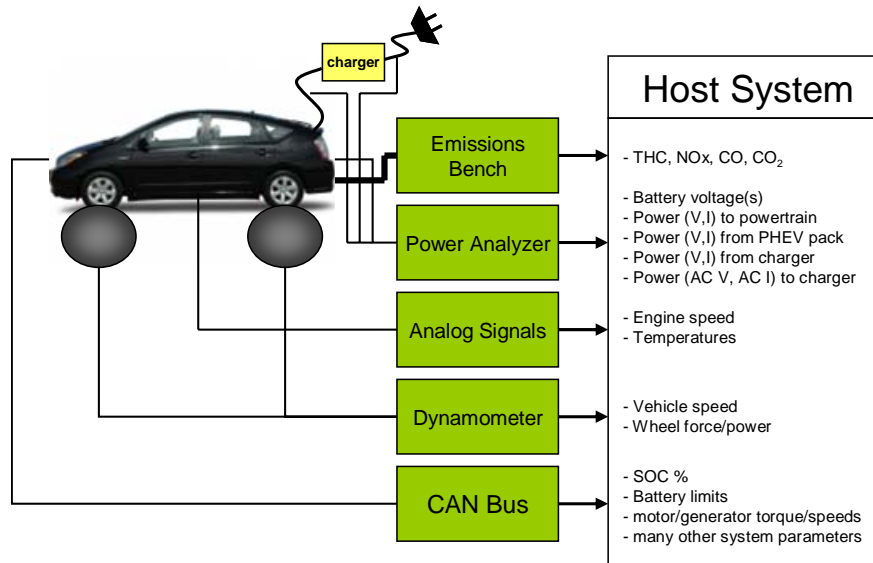 charger
Host System
Emissions
Bench
- THC, NOx, CO, CO₂
Power Analyzer
- Battery voltage(s)
- Power (V,I) to powertrain
- Power (V,I) from PHEV pack
- Power (V,I) from charger
- Power (AC V, AC I) to charger
Analog Signals
- Engine speed
- Temperatures
Dynamometer
- Vehicle speed
- Wheel force/power
CAN Bus
- SOC %
- Battery limits
- motor/generator torque/speeds
- many other system parameters